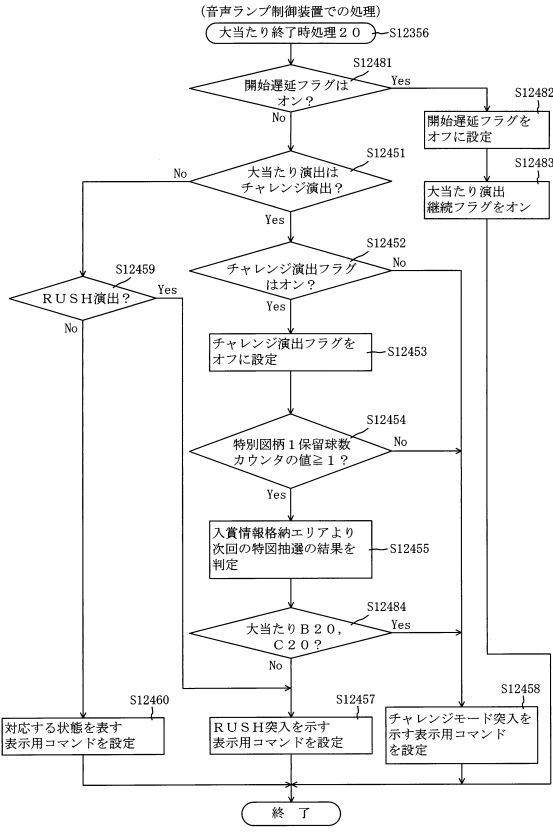 (音声ランプ制御装置での処理)
大当たり終了時処理20
S12356
S12481
開始遅延フラグは
オン?
Yes
No
S12482
開始遅延フラグを
オフに設定
S12483
大当たり演出
継続フラグをオン
S12451
大当たり演出は
チャレンジ演出?
No
Yes
S12452
チャレンジ演出フラグ
はオン?
No
Yes
S12459
RUSH演出?
Yes
No
チャレンジ演出フラグを
オフに設定
S12453
S12454
特別図柄1保留球数
カウンタの値≧1?
No
Yes
入賞情報格納エリアより
次回の特図抽選の結果を
判定
S12455
S12484
大当たりB20,
C20?
Yes
No
S12460
対応する状態を表す
表示用コマンドを設定
S12457
RUSH突入を示す
表示用コマンドを設定
S12458
チャレンジモード突入を
示す表示用コマンド
を設定
終 了